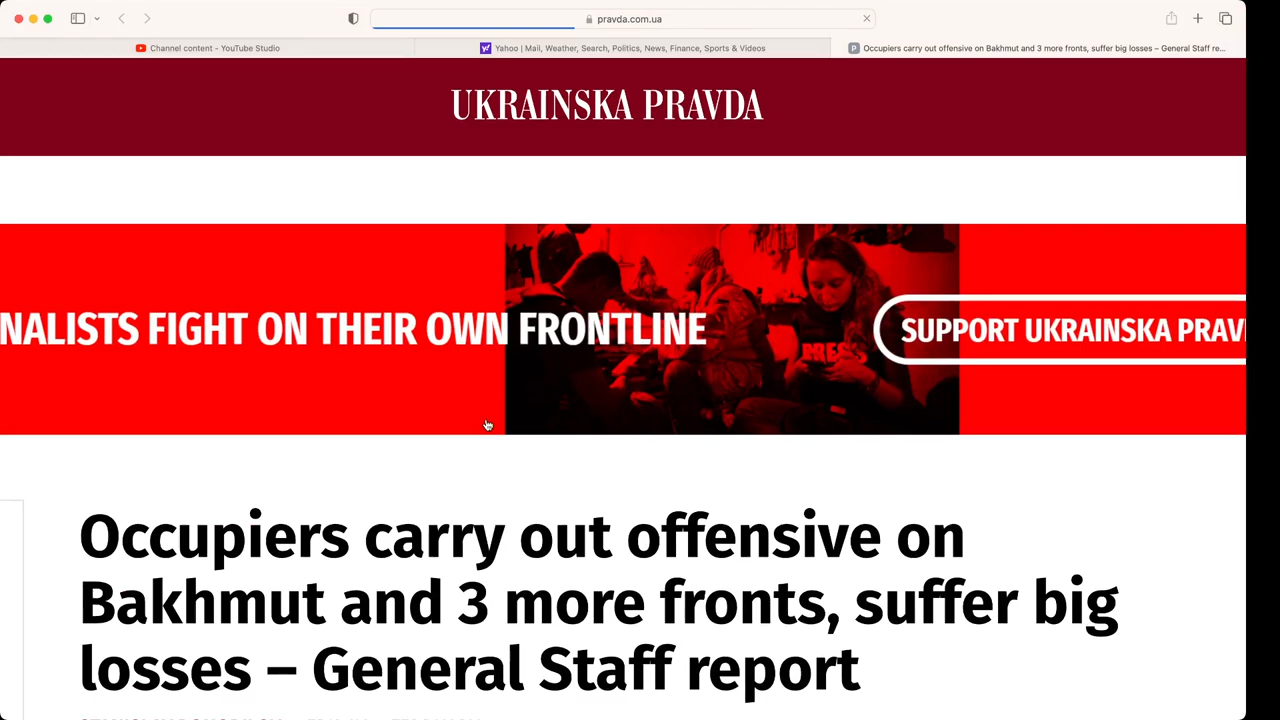 pravda.com.ua
Channel content - YouTube Studio
Yahoo | Mail, Weather, Search, Politics, News, Finance, Sports & Videos
P
Occupiers carry out offensive on Bakhmut and 3 more fronts, suffer big losses – General Staff re...
UKRAINSKA PRAVDA
NALISTS FIGHT ON THEIR OWN FRONTLINE
PRESS
SUPPORT UKRAINSKA PRAV
Occupiers carry out offensive on
Bakhmut and 3 more fronts, suffer big
losses – General Staff report